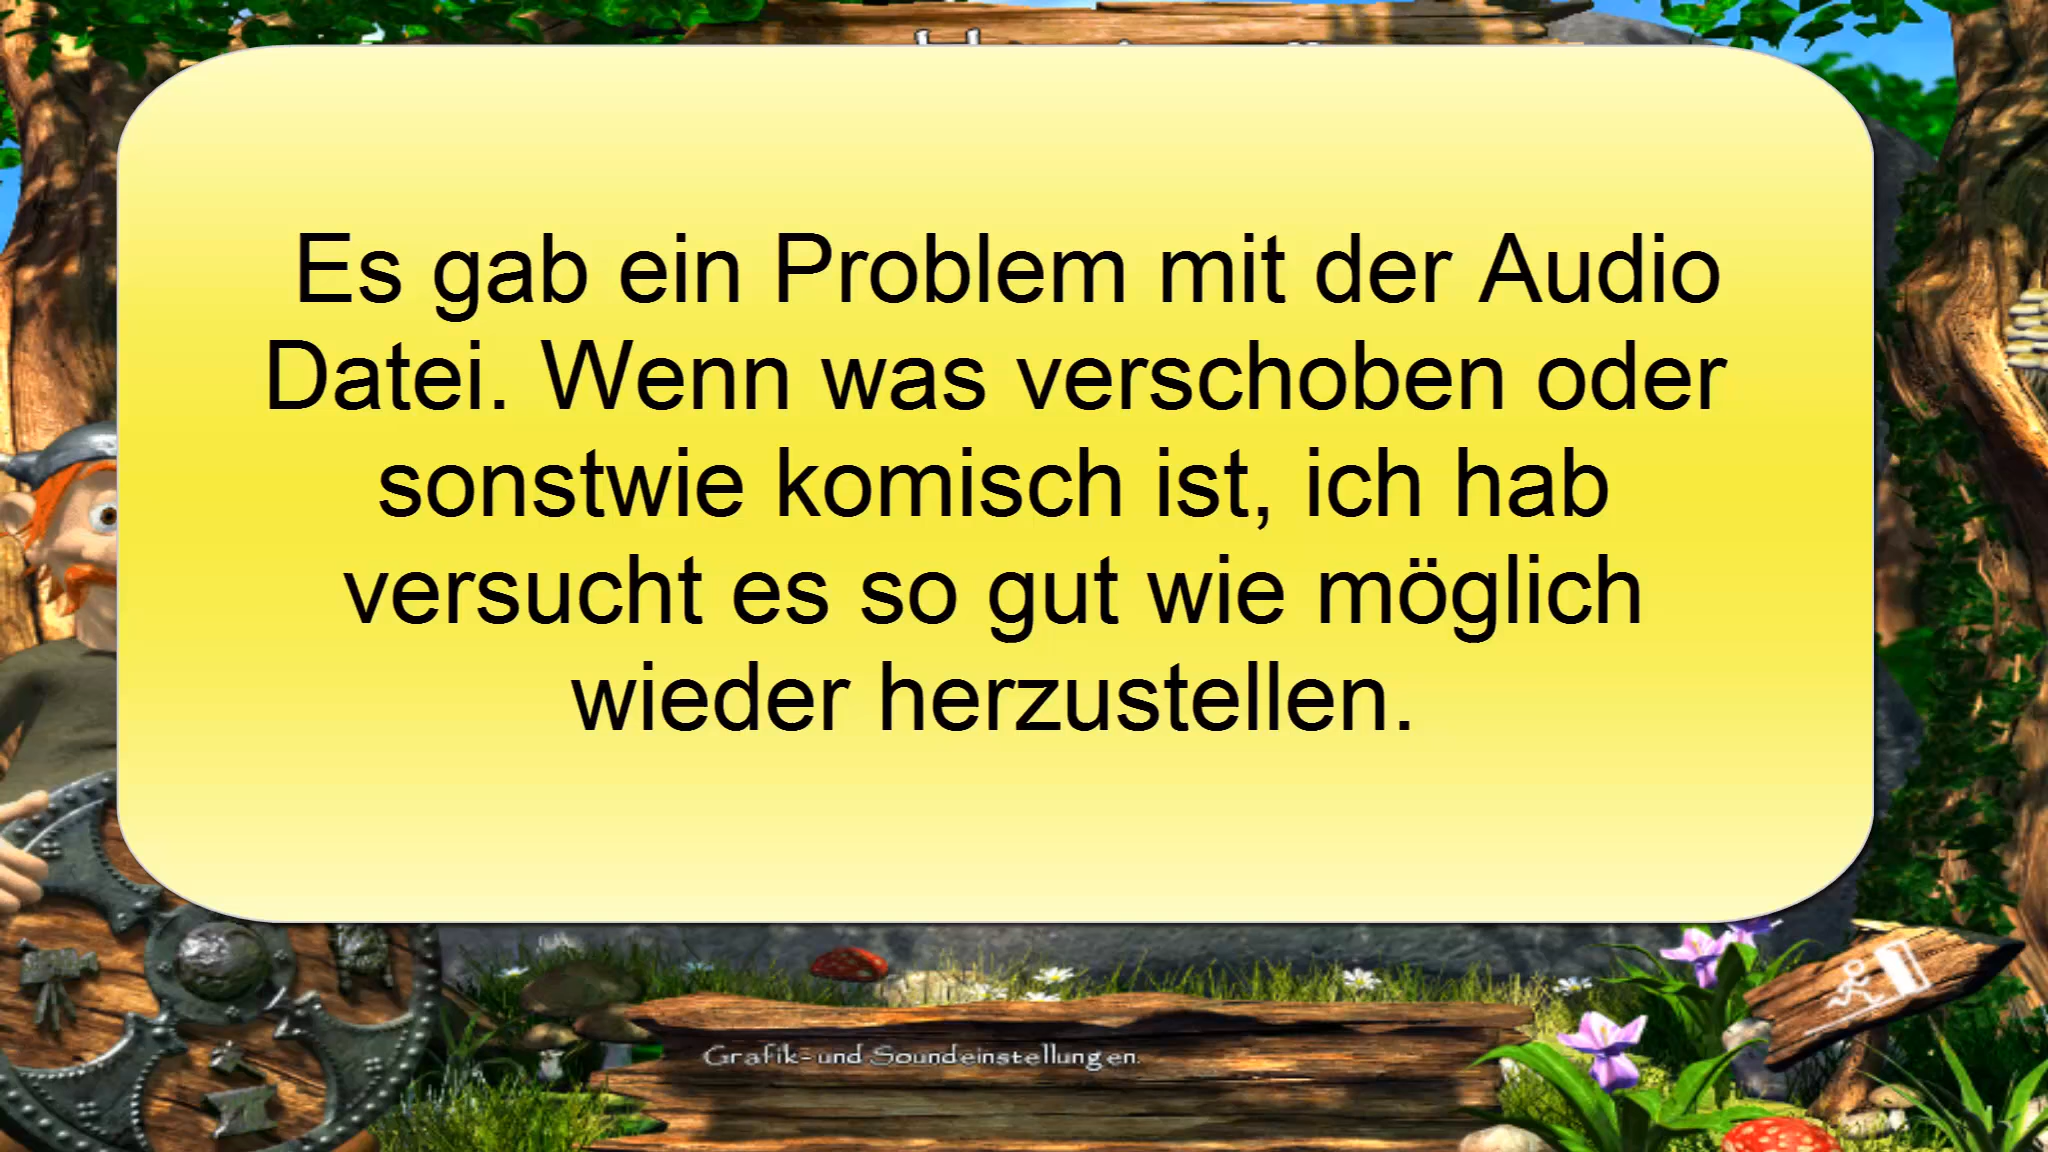 Es gab ein Problem mit der Audio
Datei. Wenn was verschoben oder
sonstwie komisch ist, ich hab
versucht es so gut wie möglich
wieder herzustellen.
Grafik- und Soundeinstellungen.